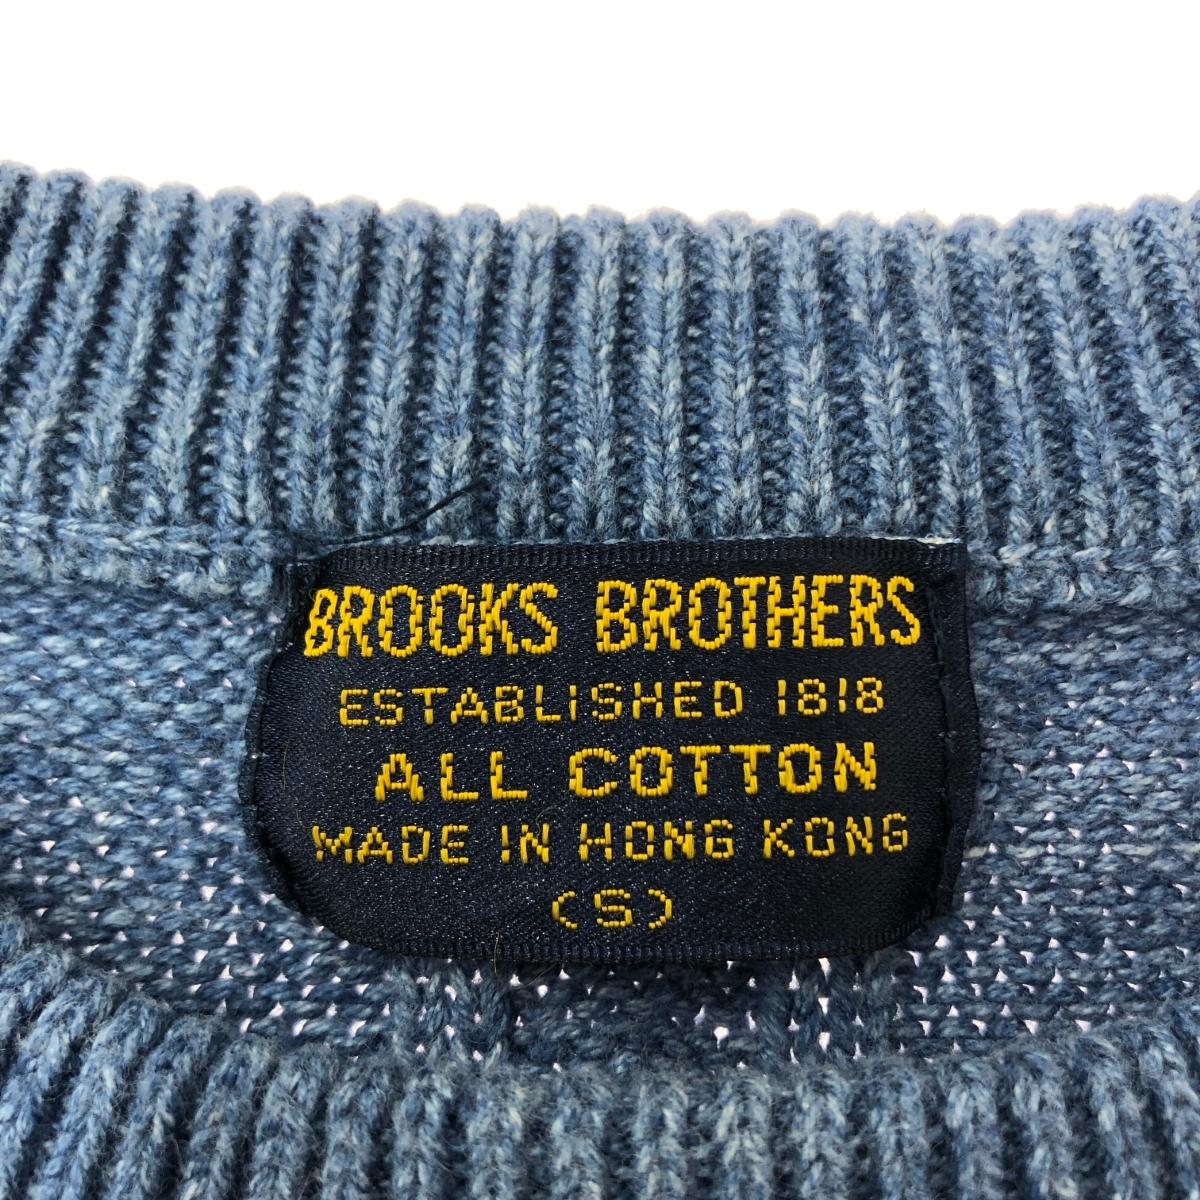 BROOKS BROTHERS
ESTABLISHED 1818
ALL COTTON
MADE IN HONG KONG
(S)